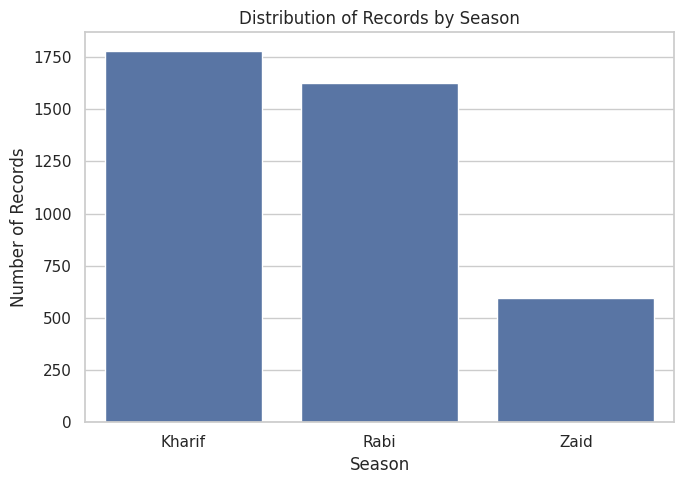 Distribution of Records by Season
Number of Records
1750
1500
1250
1000
750
500
250
0
Kharif
Rabi
Zaid
Season